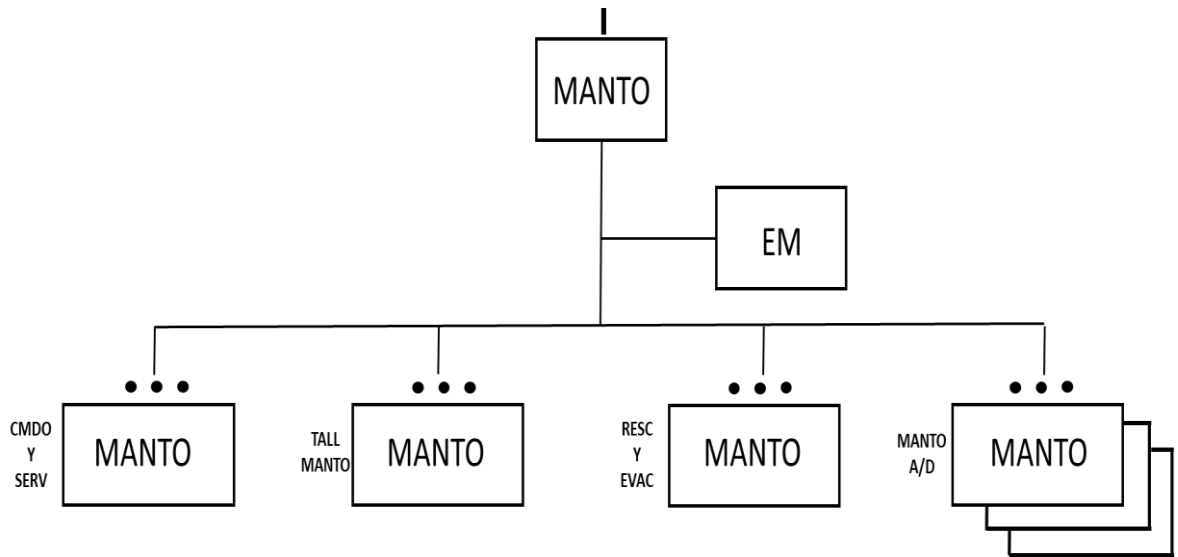 I
MANTO
EM
CMDO
Y
SERV
MANTO
TALL
MANTO
MANTO
RESC
Y
EVAC
MANTO
MANTO
A/D
MANTO